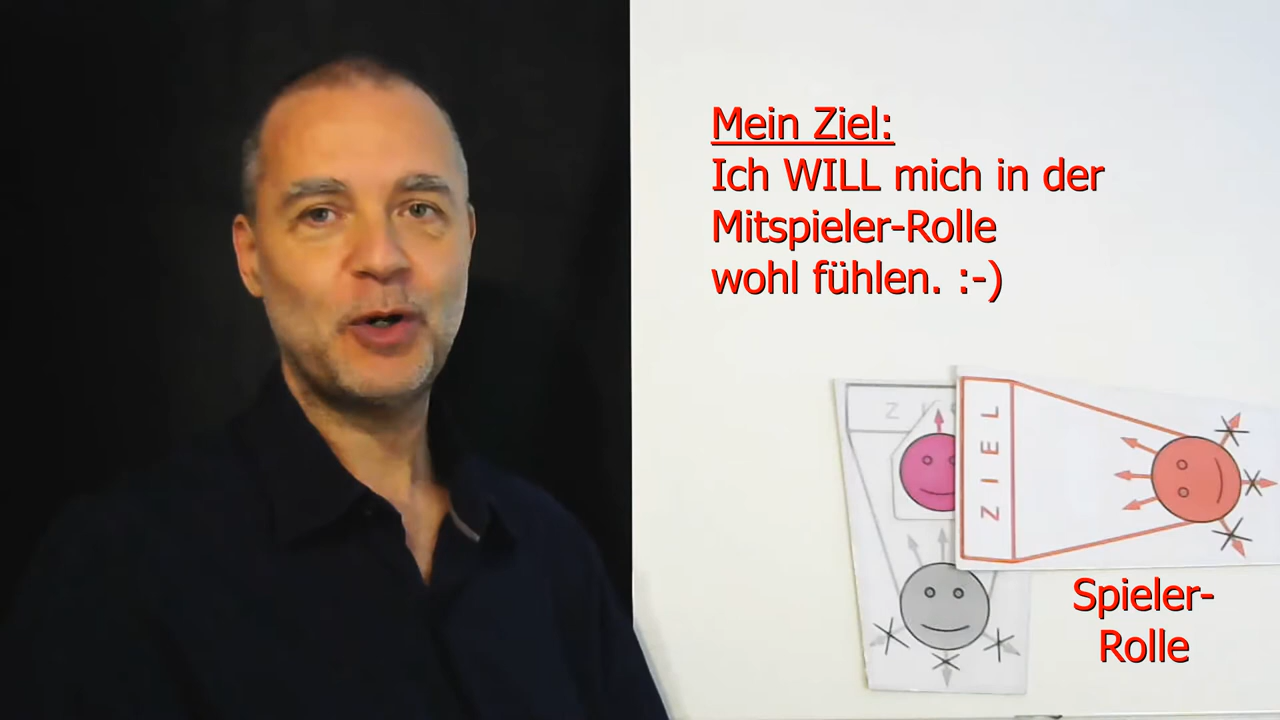 Mein Ziel:
Ich WILL mich in der
Mitspieler-Rolle
wohl fühlen. :-)
Z I E L
Spieler-
Rolle